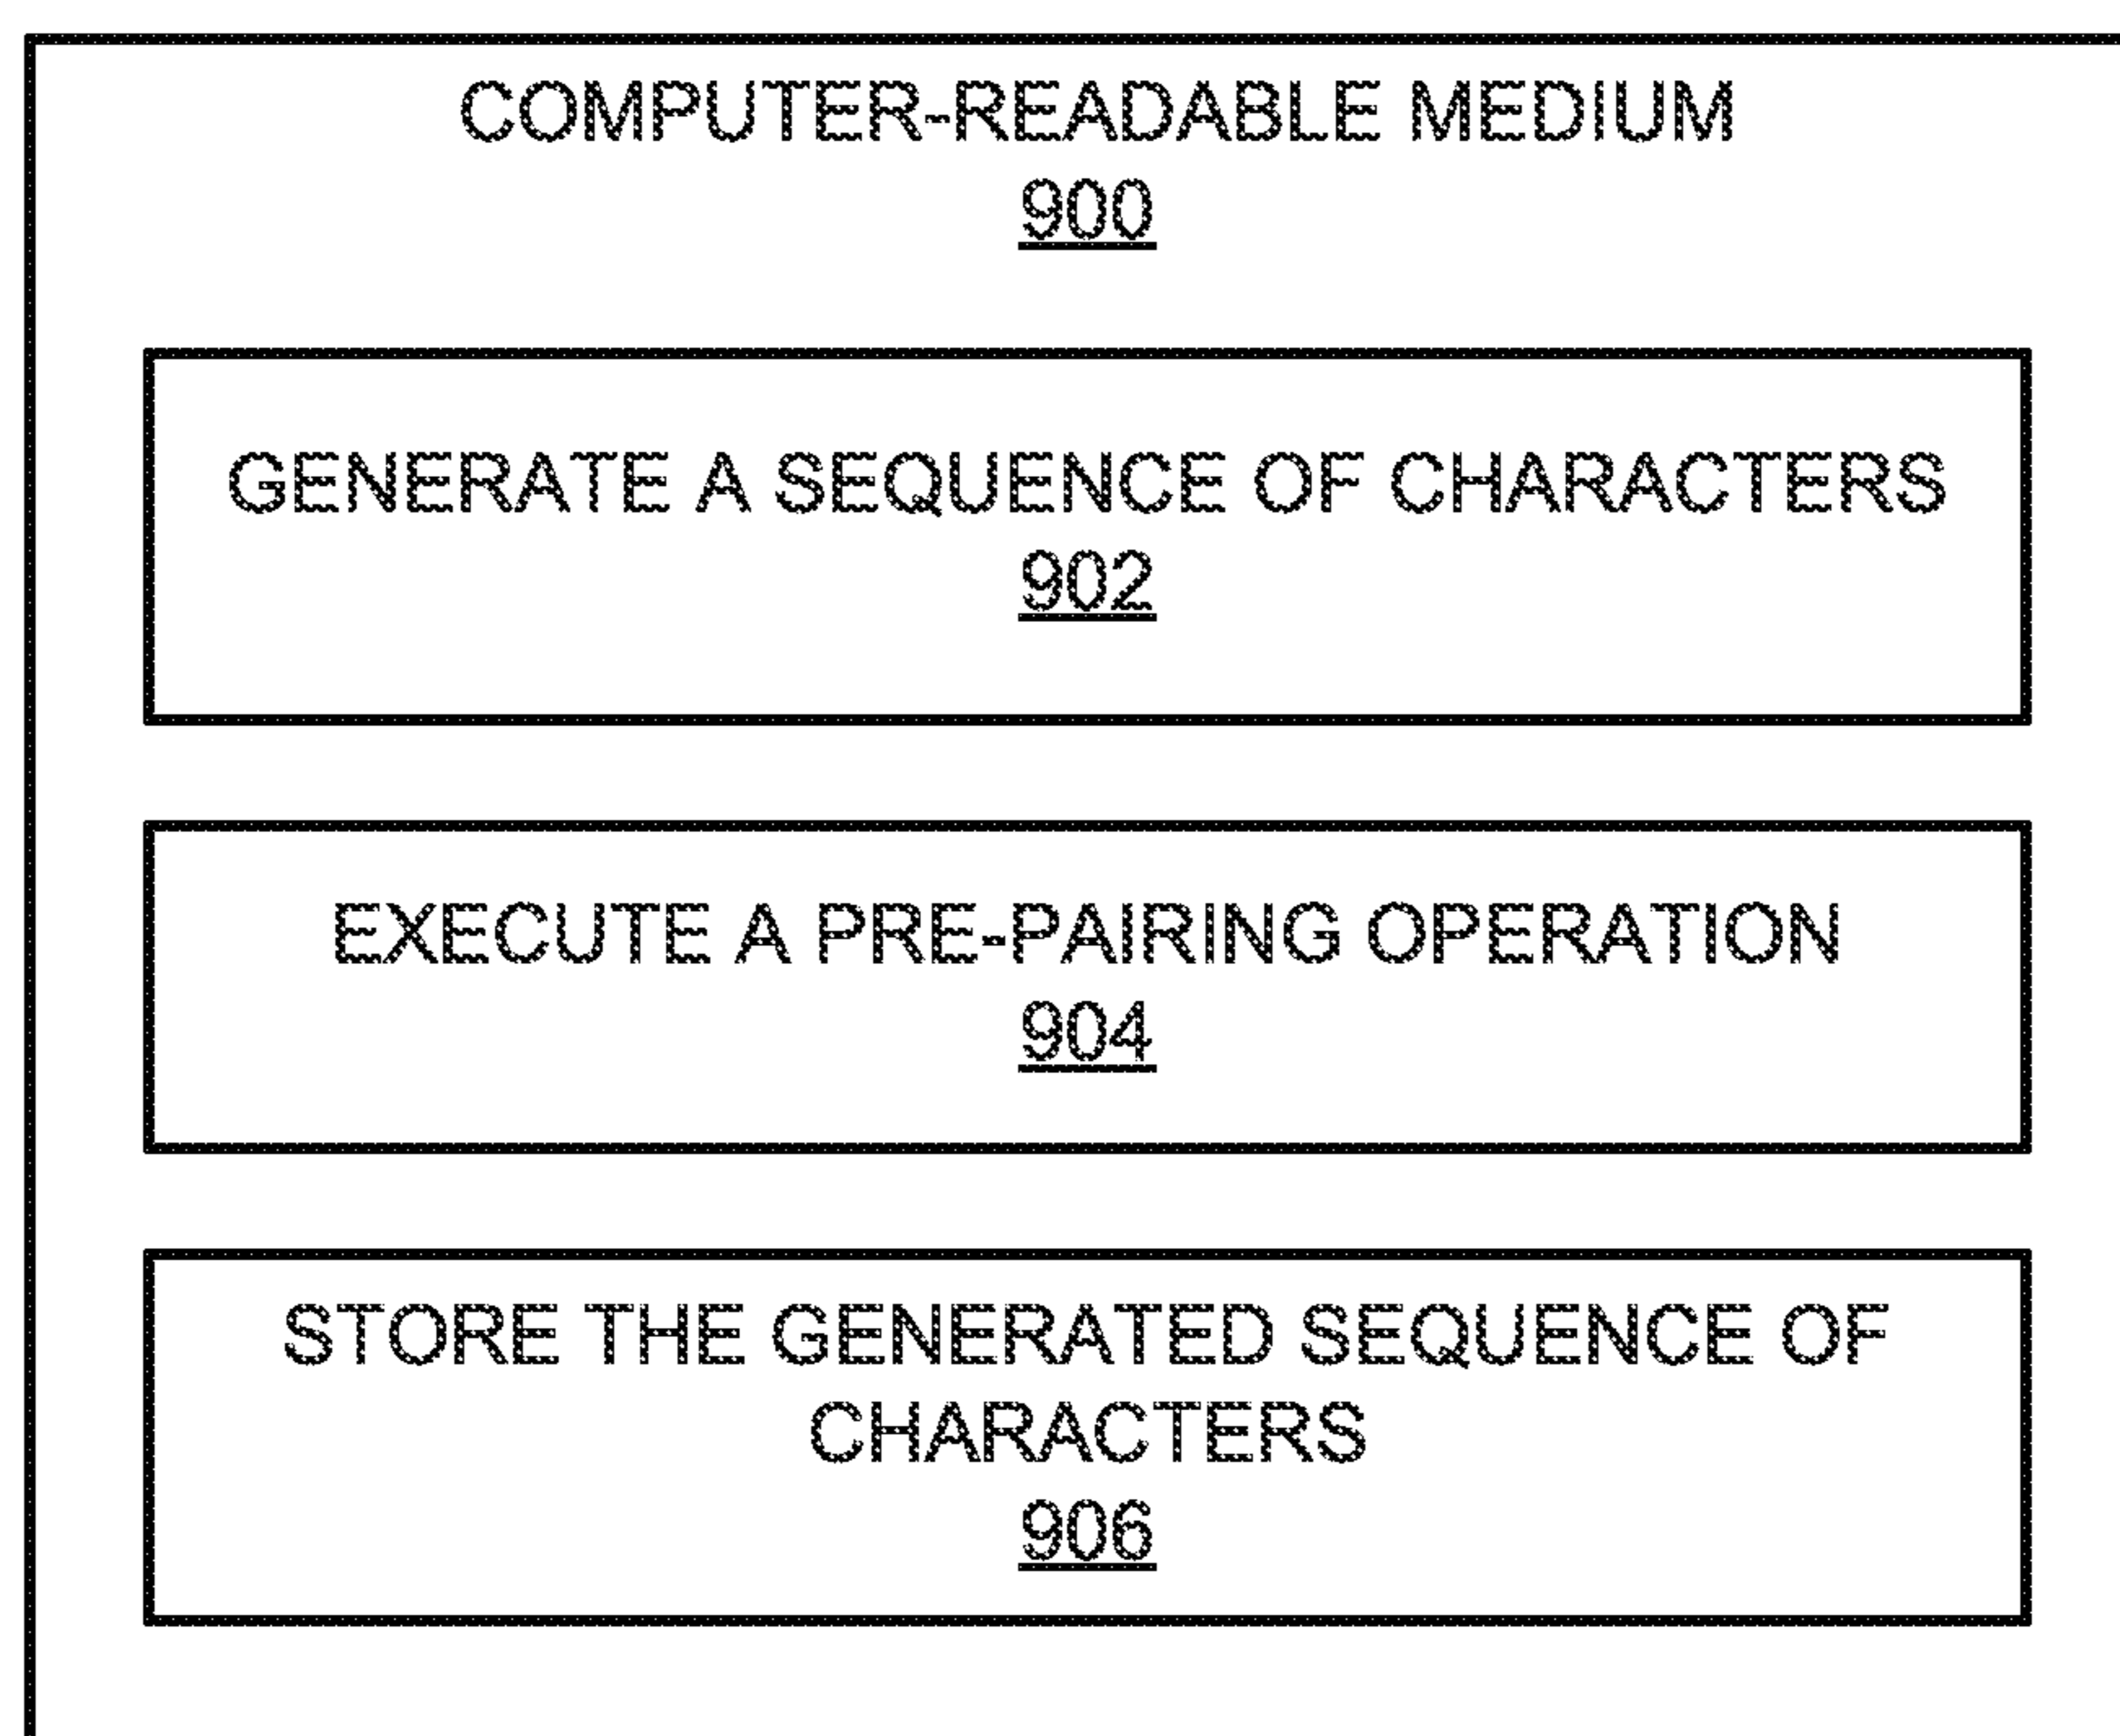 COMPUTER-READABLE MEDIUM
900
GENERATE A SEQUENCE OF CHARACTERS
902
EXECUTE A PRE-PAIRING OPERATION
904
STORE THE GENERATED SEQUENCE OF
CHARACTERS
906